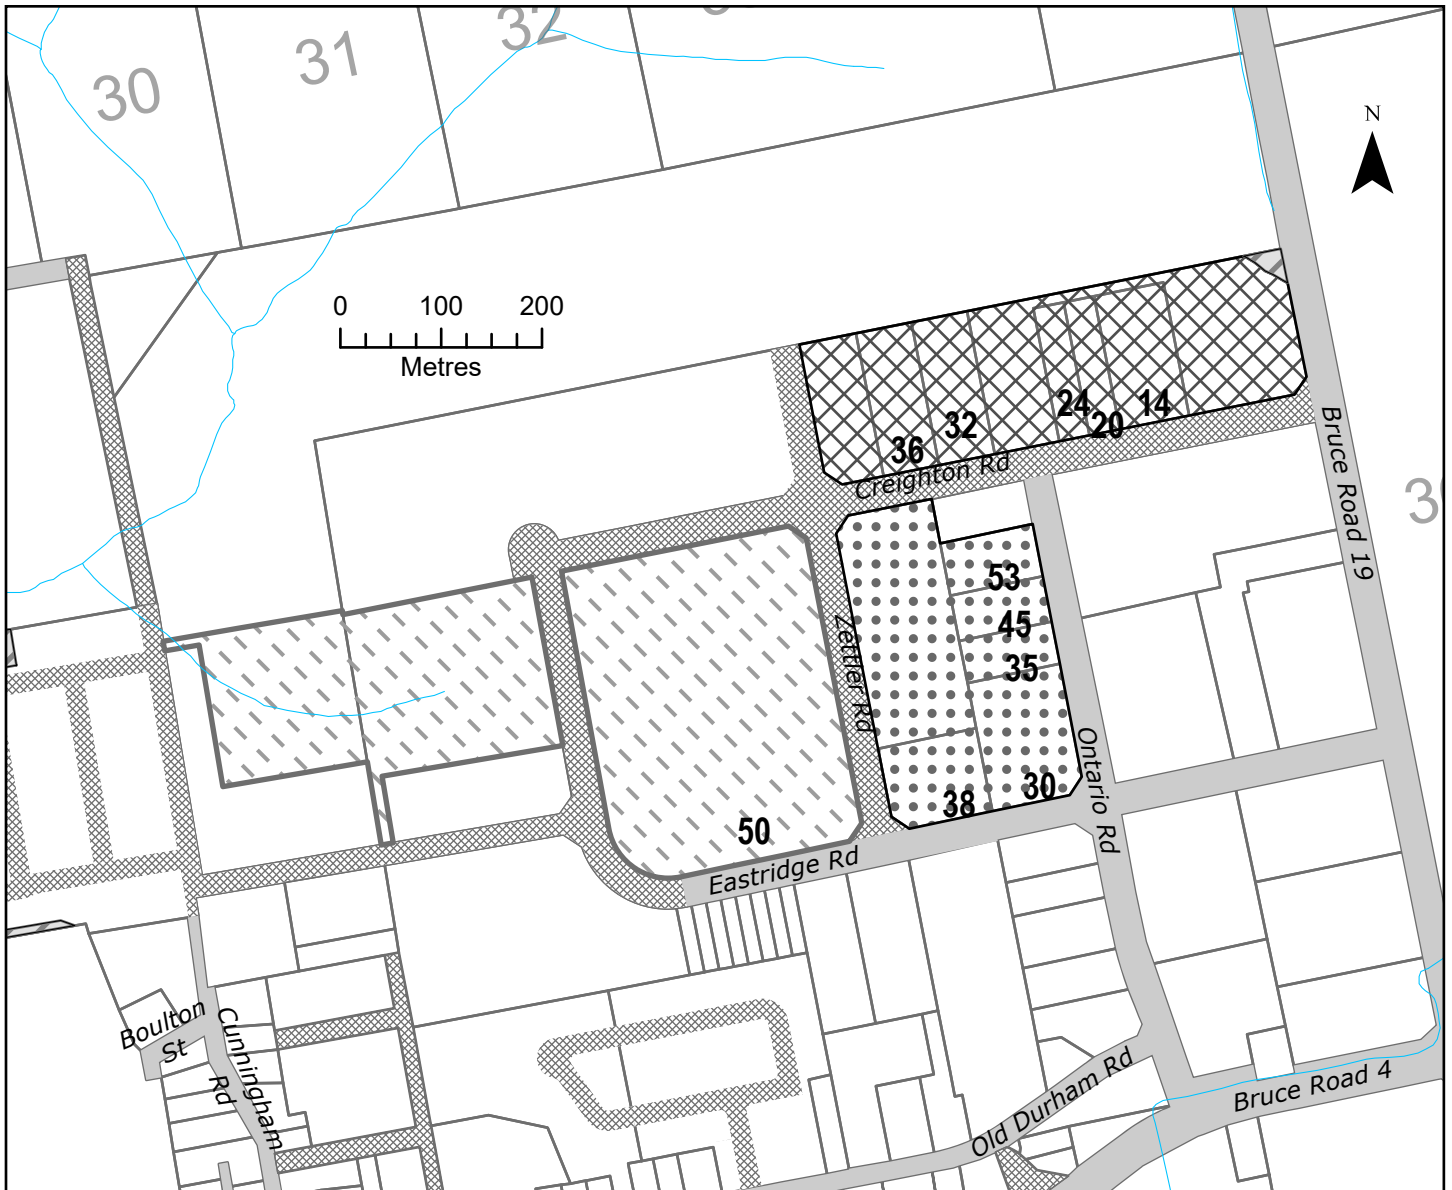 31
32
30
N
0 100 200
Metres
24
14
20
32
36
Creighton Rd
Bruce Road 19
53
45
35
Zettler Rd
Ontario Rd
30
38
50
Eastridge Rd
Boulton
St
Cunningham
Rd
Old Durham Rd
Bruce Road 4